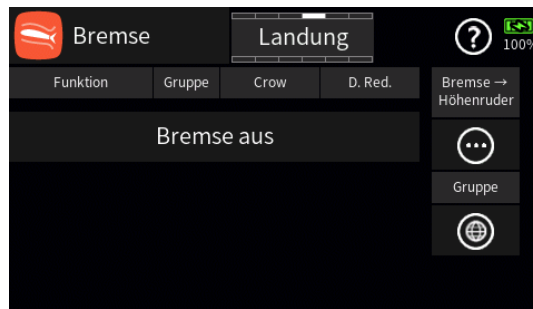 Bremse
Landung
?
100%
Funktion Gruppe Crow D. Red.
Bremse →
Höhenruder
Bremse aus
Gruppe